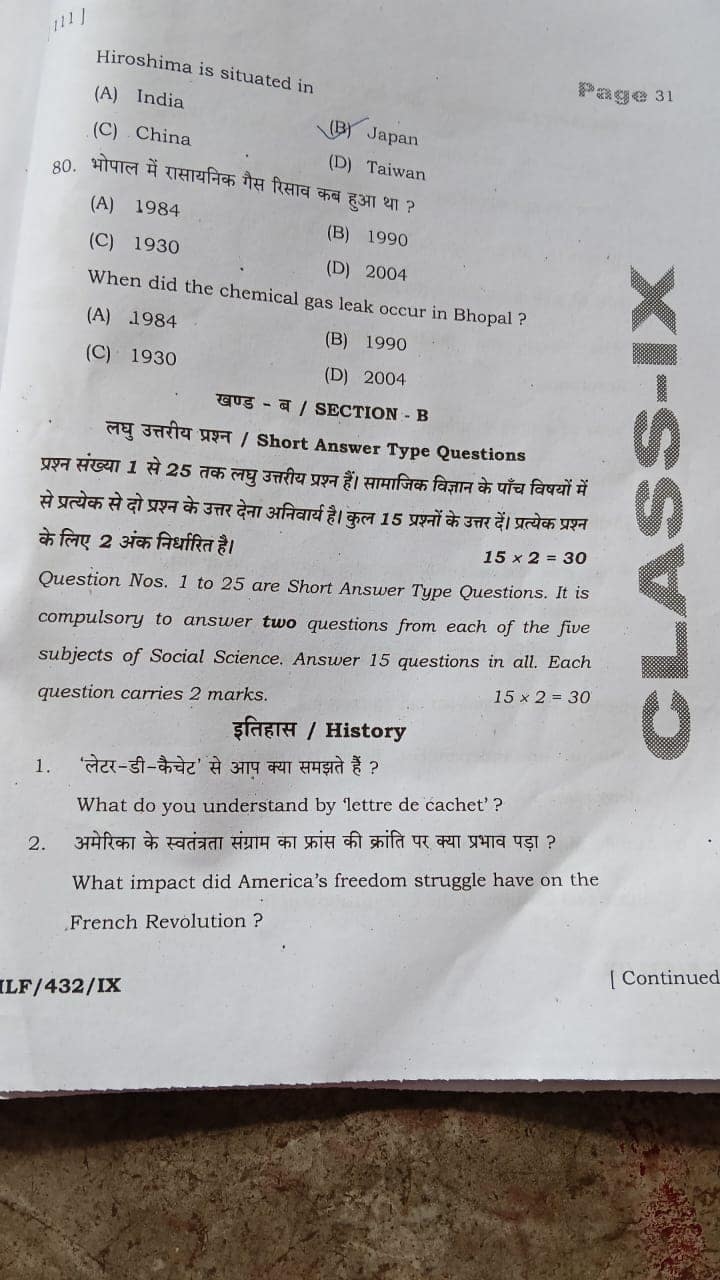 111 ]
Page 31
Hiroshima is situated in
(A) India
(B) Japan
(C) China
(D) Taiwan
80. भोपाल में रासायनिक गैस रिसाव कब हुआ था ?
(A) 1984
(B) 1990
(C) 1930
(D) 2004
When did the chemical gas leak occur in Bhopal ?
(A) 1984
(B) 1990
(C) 1930
(D) 2004
खण्ड - ब / SECTION - B
लघु उत्तरीय प्रश्न / Short Answer Type Questions
प्रश्न संख्या 1 से 25 तक लघु उत्तरीय प्रश्न हैं। सामाजिक विज्ञान के पाँच विषयों में
से प्रत्येक से दो प्रश्न के उत्तर देना अनिवार्य है। कुल 15 प्रश्नों के उत्तर दें। प्रत्येक प्रश्न
के लिए 2 अंक निर्धारित है।
15 × 2 = 30
Question Nos. 1 to 25 are Short Answer Type Questions. It is
compulsory to answer two questions from each of the five
subjects of Social Science. Answer 15 questions in all. Each
question carries 2 marks.
15 × 2 = 30
इतिहास / History
1. ‘लेटर-डी-कैचेट’ से आप क्या समझते हैं ?
What do you understand by ‘lettre de cachet’ ?
2. अमेरिका के स्वतंत्रता संग्राम का फ्रांस की क्रांति पर क्या प्रभाव पड़ा ?
What impact did America’s freedom struggle have on the
French Revolution ?
ILF/432/IX
[ Continued
CLASS-IX